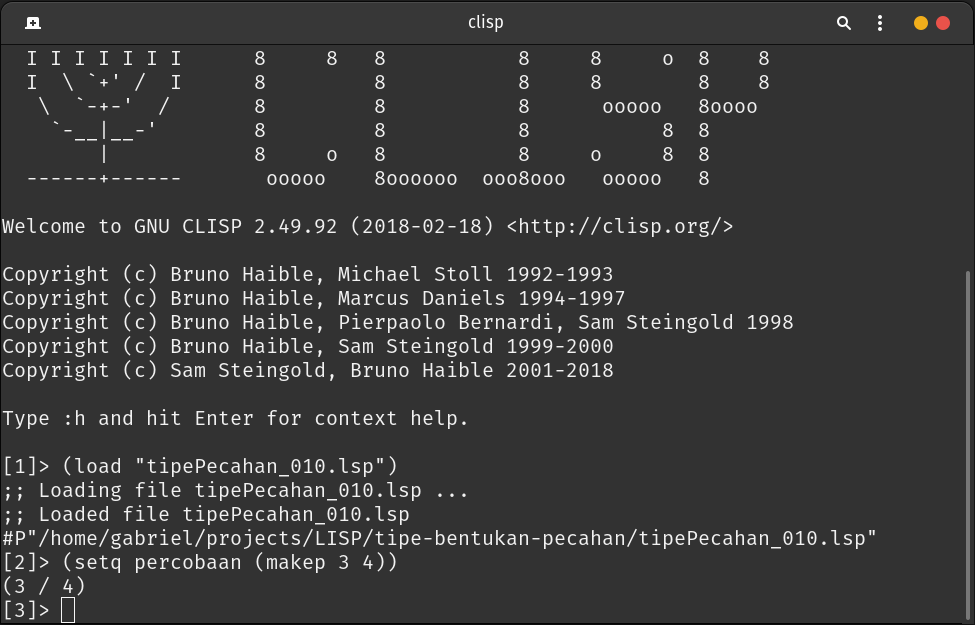 clisp
  I I I I I I I      8     8   8           8     8     o  8    8
  I  \ `+' /  I      8         8           8     8        8    8
   \  `-+-'  /       8         8           8      ooooo   8oooo
    `-__|__-'        8         8           8           8  8
        |            8     o   8           8     o     8  8
  ------+------       ooooo    8oooooo  ooo8ooo   ooooo   8
Welcome to GNU CLISP 2.49.92 (2018-02-18) <http://clisp.org/>
Copyright (c) Bruno Haible, Michael Stoll 1992-1993
Copyright (c) Bruno Haible, Marcus Daniels 1994-1997
Copyright (c) Bruno Haible, Pierpaolo Bernardi, Sam Steingold 1998
Copyright (c) Bruno Haible, Sam Steingold 1999-2000
Copyright (c) Sam Steingold, Bruno Haible 2001-2018
Type :h and hit Enter for context help.
[1]> (load "tipePecahan_010.lsp")
;; Loading file tipePecahan_010.lsp ...
;; Loaded file tipePecahan_010.lsp
#P"/home/gabriel/projects/LISP/tipe-bentukan-pecahan/tipePecahan_010.lsp"
[2]> (setq percobaan (makep 3 4))
(3 / 4)
[3]>